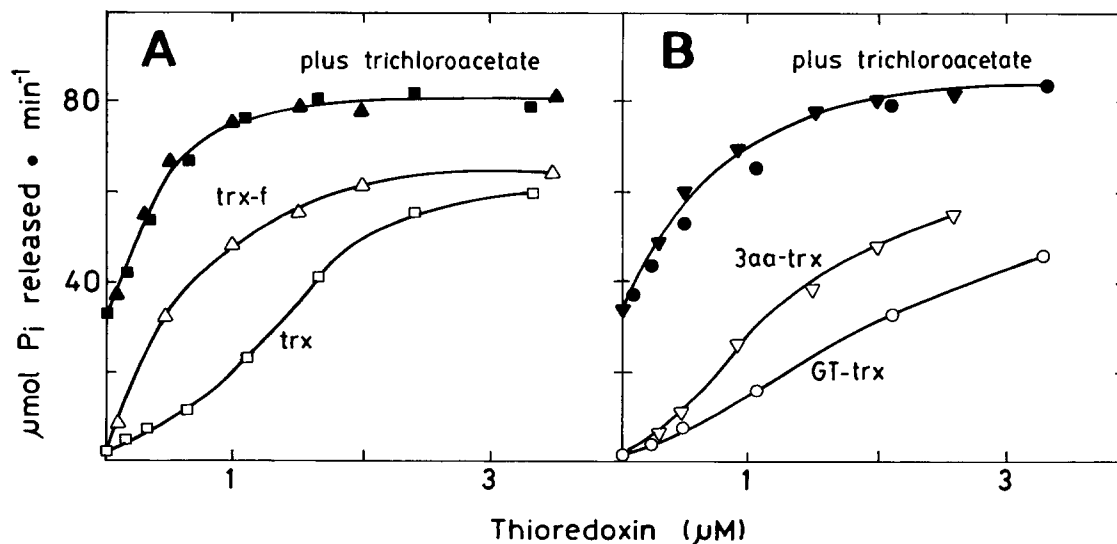 A
plus trichloroacetate
trx-f
trx
B
plus trichloroacetate
3aa-trx
GT-trx
80
40
1
3
1
3
µmol Pi released • min-1
Thioredoxin (µM)